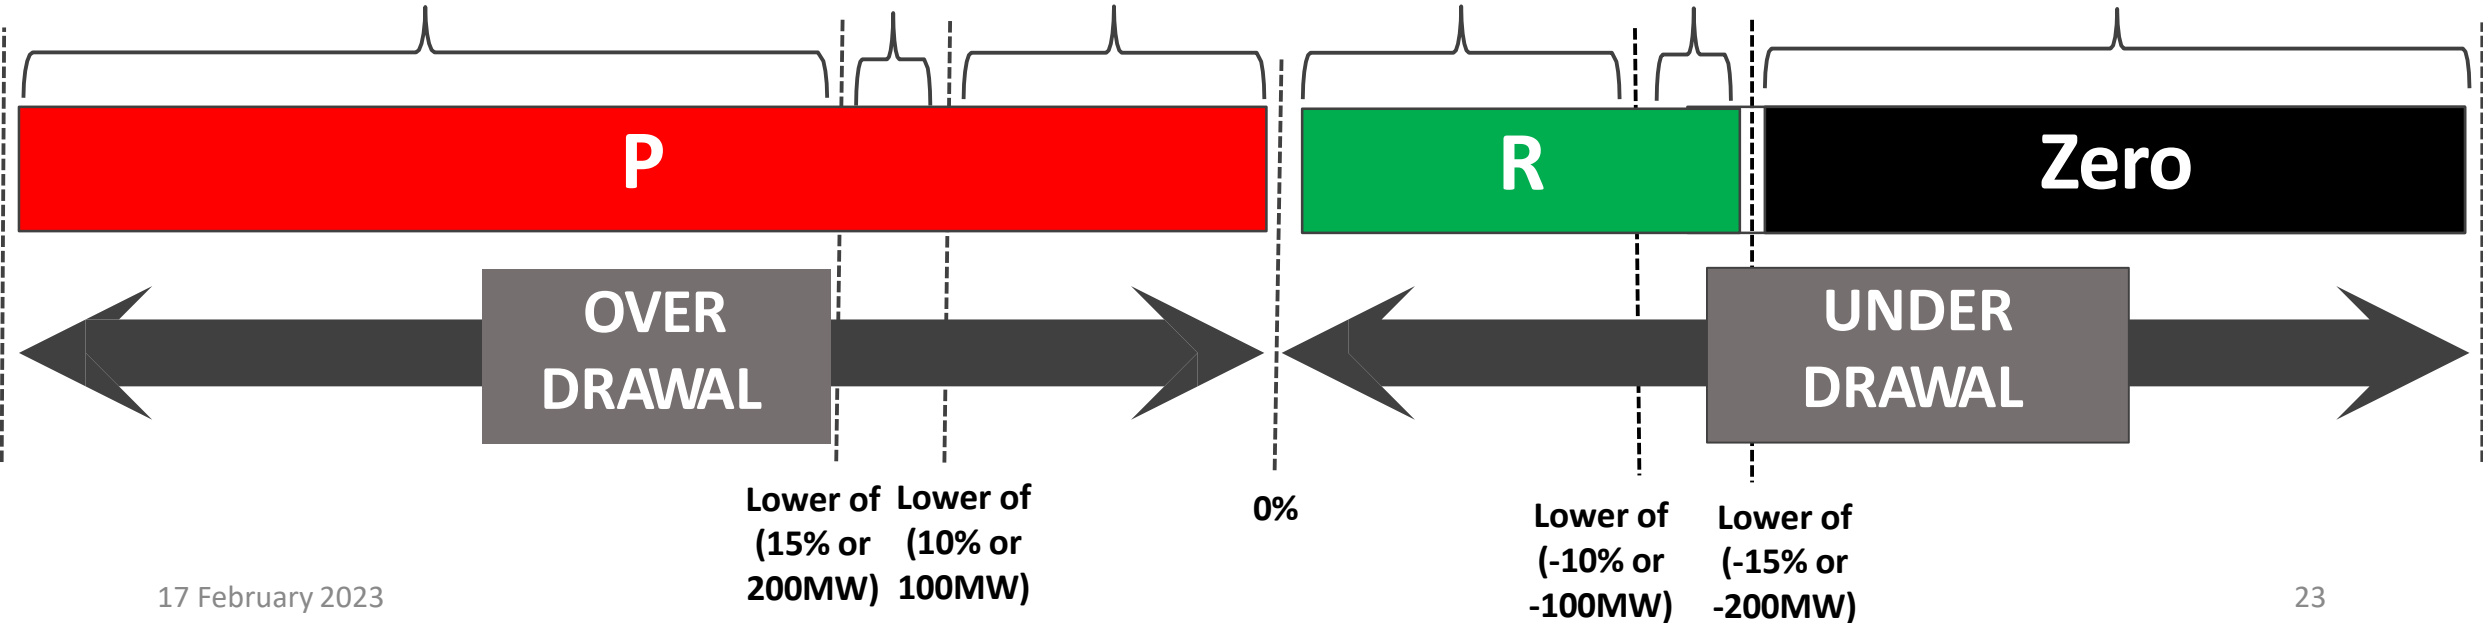 P
R
Zero
OVER
DRAWAL
UNDER
DRAWAL
Lower of
(15% or
200MW)
Lower of
(10% or
100MW)
0%
Lower of
(-10% or
-100MW)
Lower of
(-15% or
-200MW)
17 February 2023
23